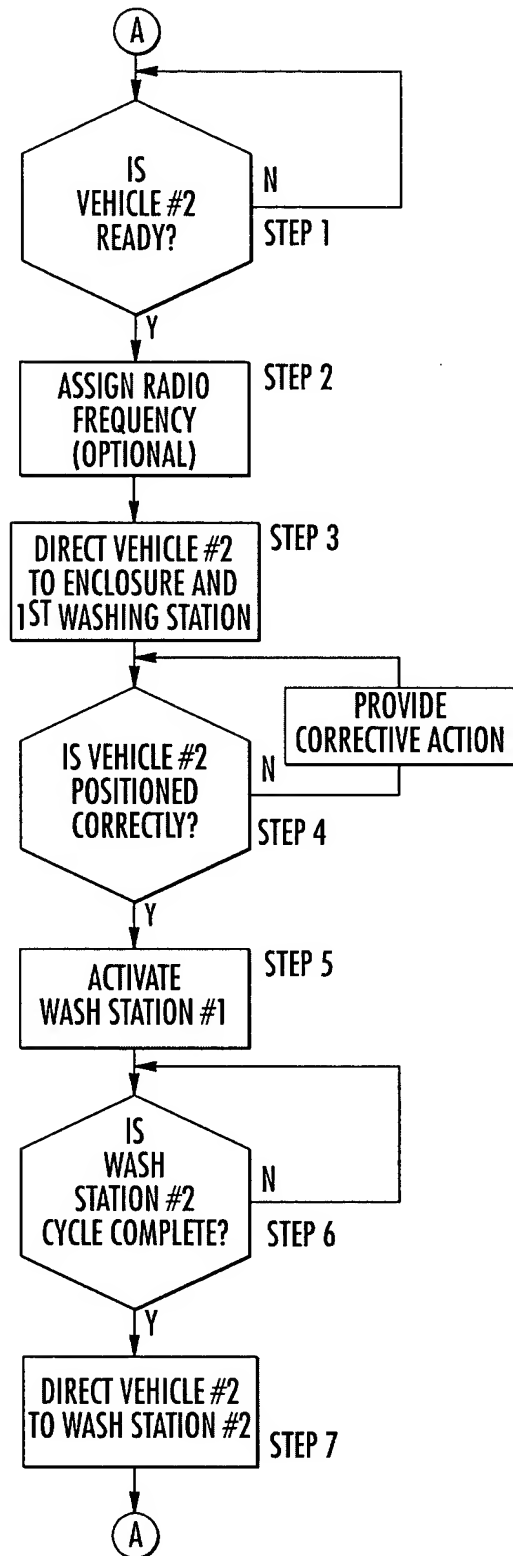 A
IS
VEHICLE #2
READY?
N
STEP 1
Y
ASSIGN RADIO
FREQUENCY
(OPTIONAL)
STEP 2
DIRECT VEHICLE #2
TO ENCLOSURE AND
1ST WASHING STATION
STEP 3
IS VEHICLE #2
POSITIONED
CORRECTLY?
N
PROVIDE
CORRECTIVE ACTION
STEP 4
Y
ACTIVATE
WASH STATION #1
STEP 5
IS
WASH
STATION #2
CYCLE COMPLETE?
N
STEP 6
Y
DIRECT VEHICLE #2
TO WASH STATION #2
STEP 7
A